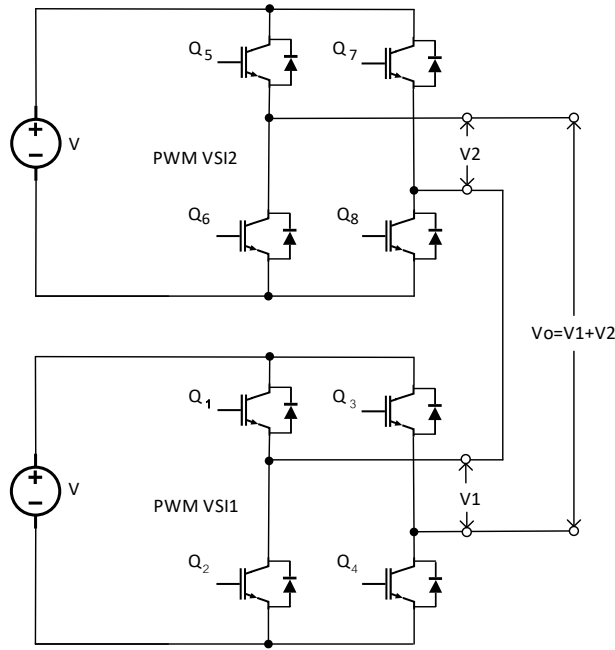 Q5
Q7
+
−
V
PWM VSI2
V2
Q6
Q8
Vo=V1+V2
Q1
Q3
+
−
V
PWM VSI1
V1
Q2
Q4